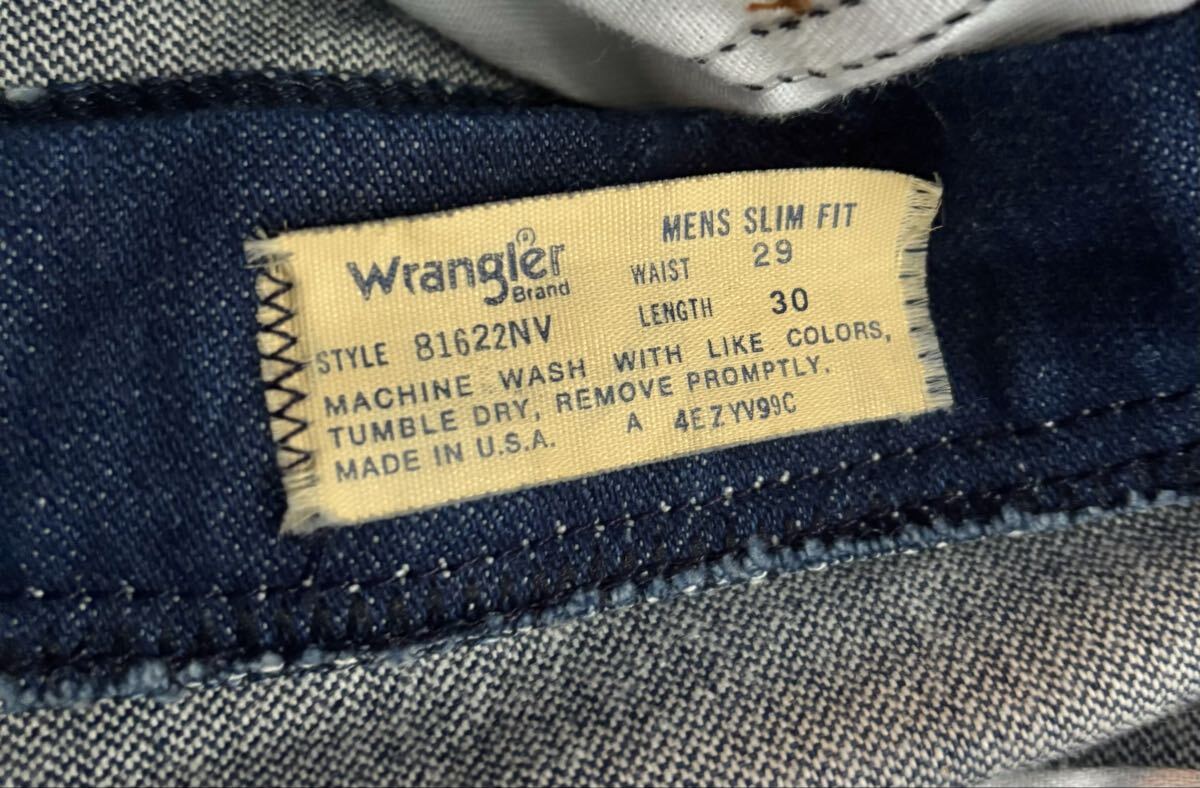 Wrangler®
Brand
MENS SLIM FIT
WAIST 29
LENGTH 30
STYLE 81622NV
MACHINE WASH WITH LIKE COLORS,
TUMBLE DRY, REMOVE PROMPTLY.
MADE IN U.S.A. A 4EZYV99C